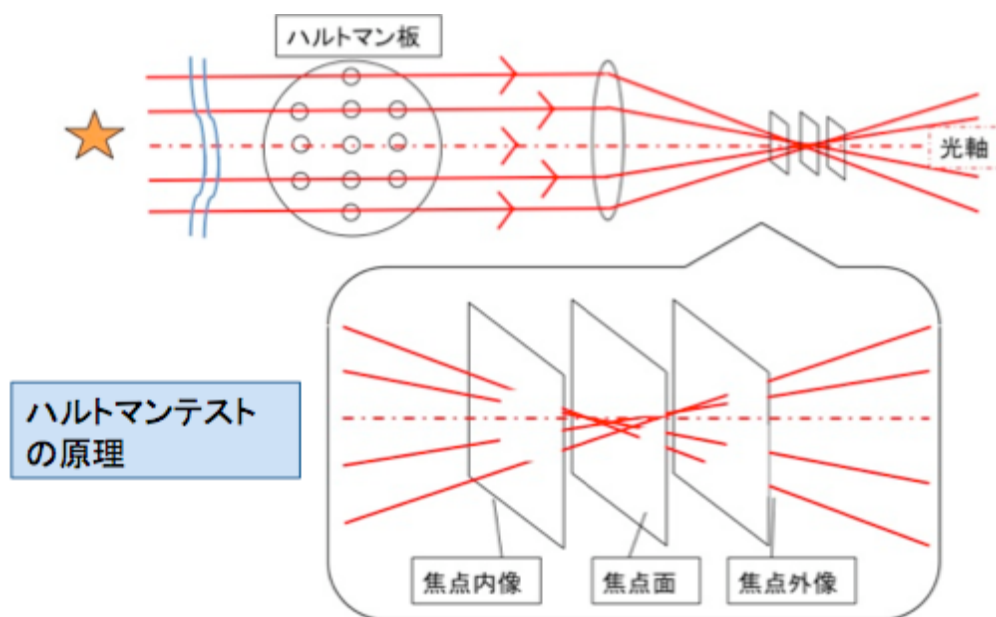 ハルトマン板
光軸
ハルトマンテスト
の原理
焦点内像
焦点面
焦点外像